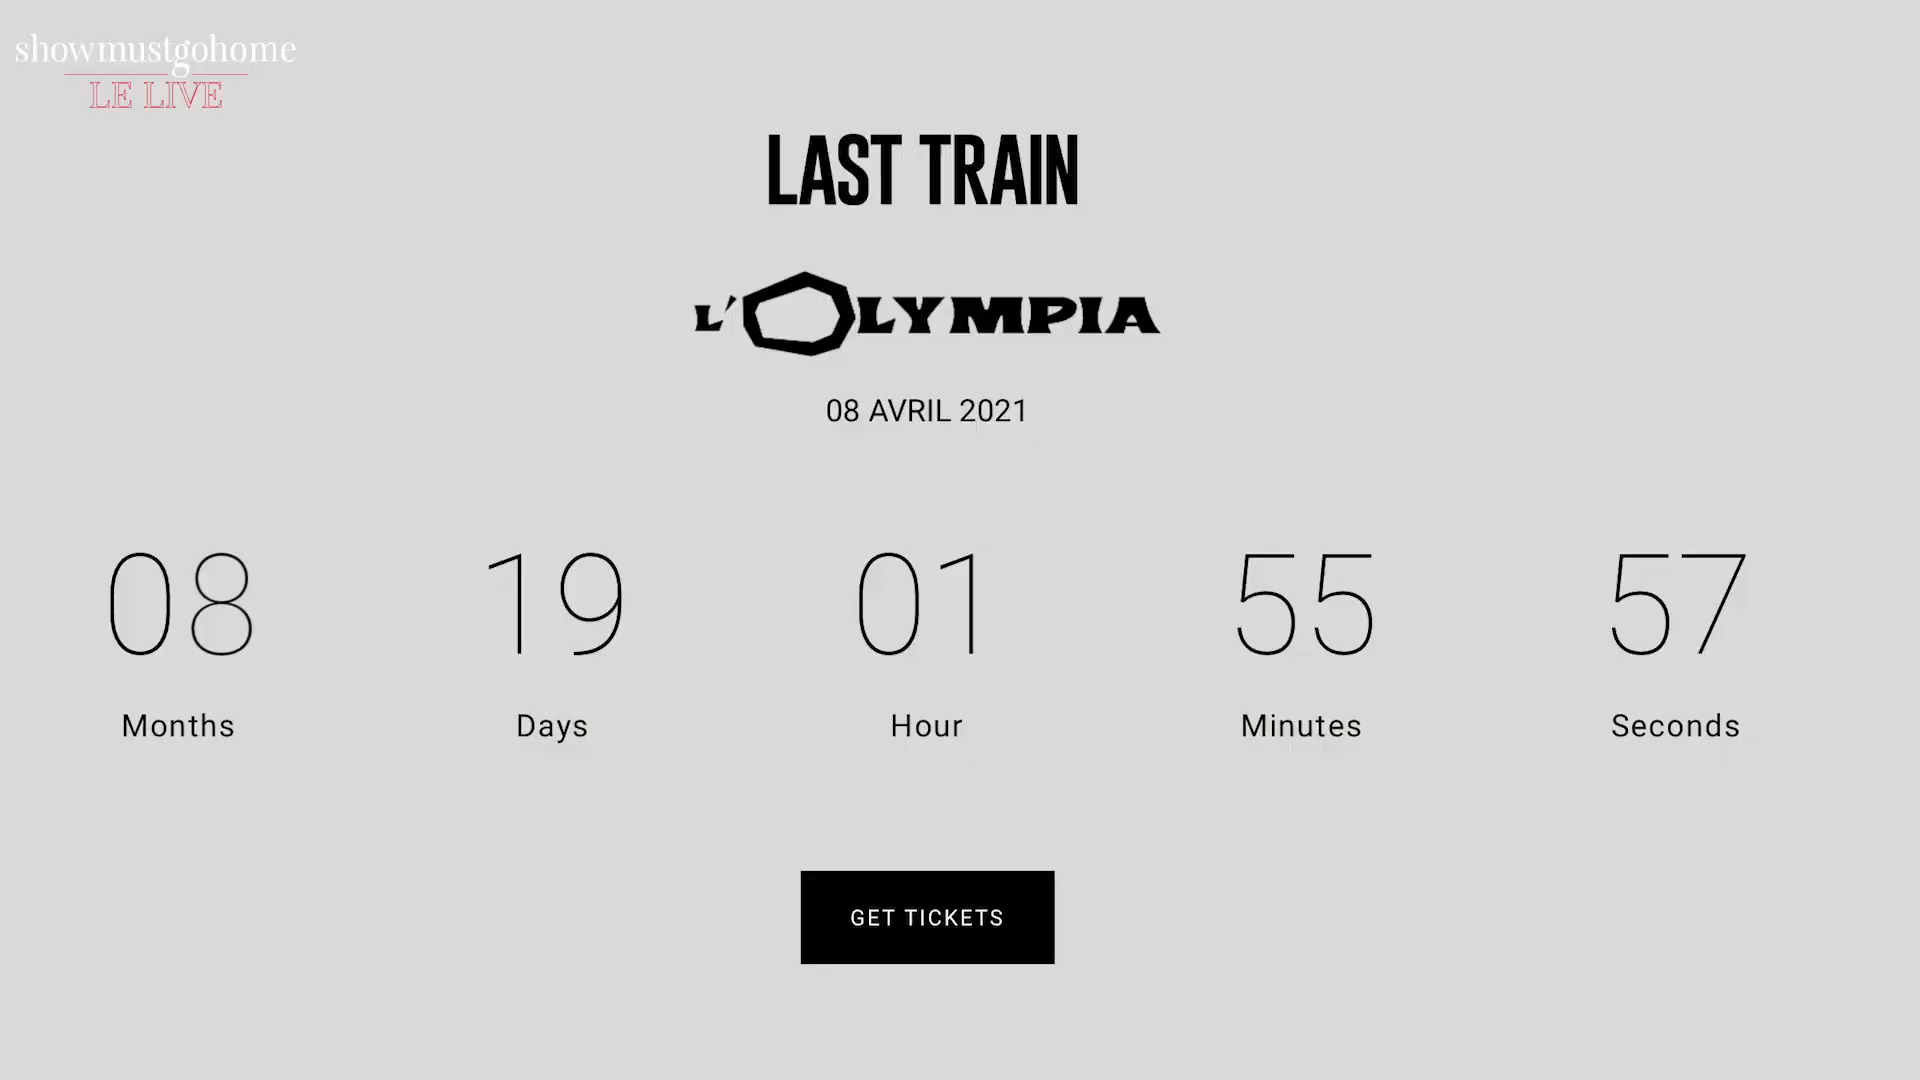 showmustgohome
LE LIVE
LAST TRAIN
L'OLYMPIA
08 AVRIL 2021
08 19 01 55 57
Months Days Hour Minutes Seconds
GET TICKETS